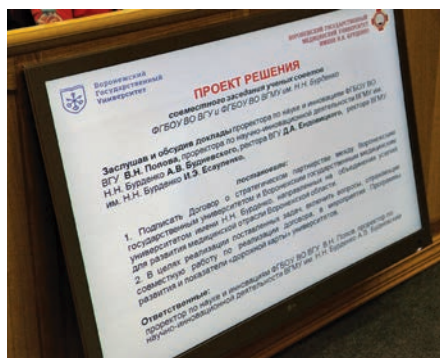 Воронежский
Государственный
Университет
ВОРОНЕЖСКИЙ ГОСУДАРСТВЕННЫЙ
МЕДИЦИНСКИЙ УНИВЕРСИТЕТ
ИМЕНИ Н.Н. БУРДЕНКО
ПРОЕКТ РЕШЕНИЯ
совместного заседания ученых советов
ФГБОУ ВО ВГУ и ФГБОУ ВО ВГМУ им. Н.Н. Бурденко
Заслушав и обсудив доклады проректора по науке и инновациям ФГБОУ ВО
ВГУ В.Н. Попова, проректора по научно-инновационной деятельности ВГМУ им.
Н.Н. Бурденко А.В. Будневского, ректора ВГУ Д.А. Ендовицкого, ректора ВГМУ
им. Н.Н. Бурденко И.Э. Есауленко,
постановило:
1. Подписать Договор о стратегическом партнерстве между Воронежским
государственным университетом и Воронежским государственным медицинским
университетом имени Н.Н. Бурденко, направленный на объединение усилий
для развития медицинской отрасли Воронежской области.
2. В целях реализации поставленных задач, включить вопросы, отражающие
совместную работу по реализации договора, в мероприятия Программ
развития и показатели «дорожной карты» университетов.
Ответственные:
проректор по науке и инновациям ФГБОУ ВО ВГУ В.Н. Попов, проректор по
научно-инновационной деятельности ВГМУ им. Н.Н. Бурденко А.В. Будневский